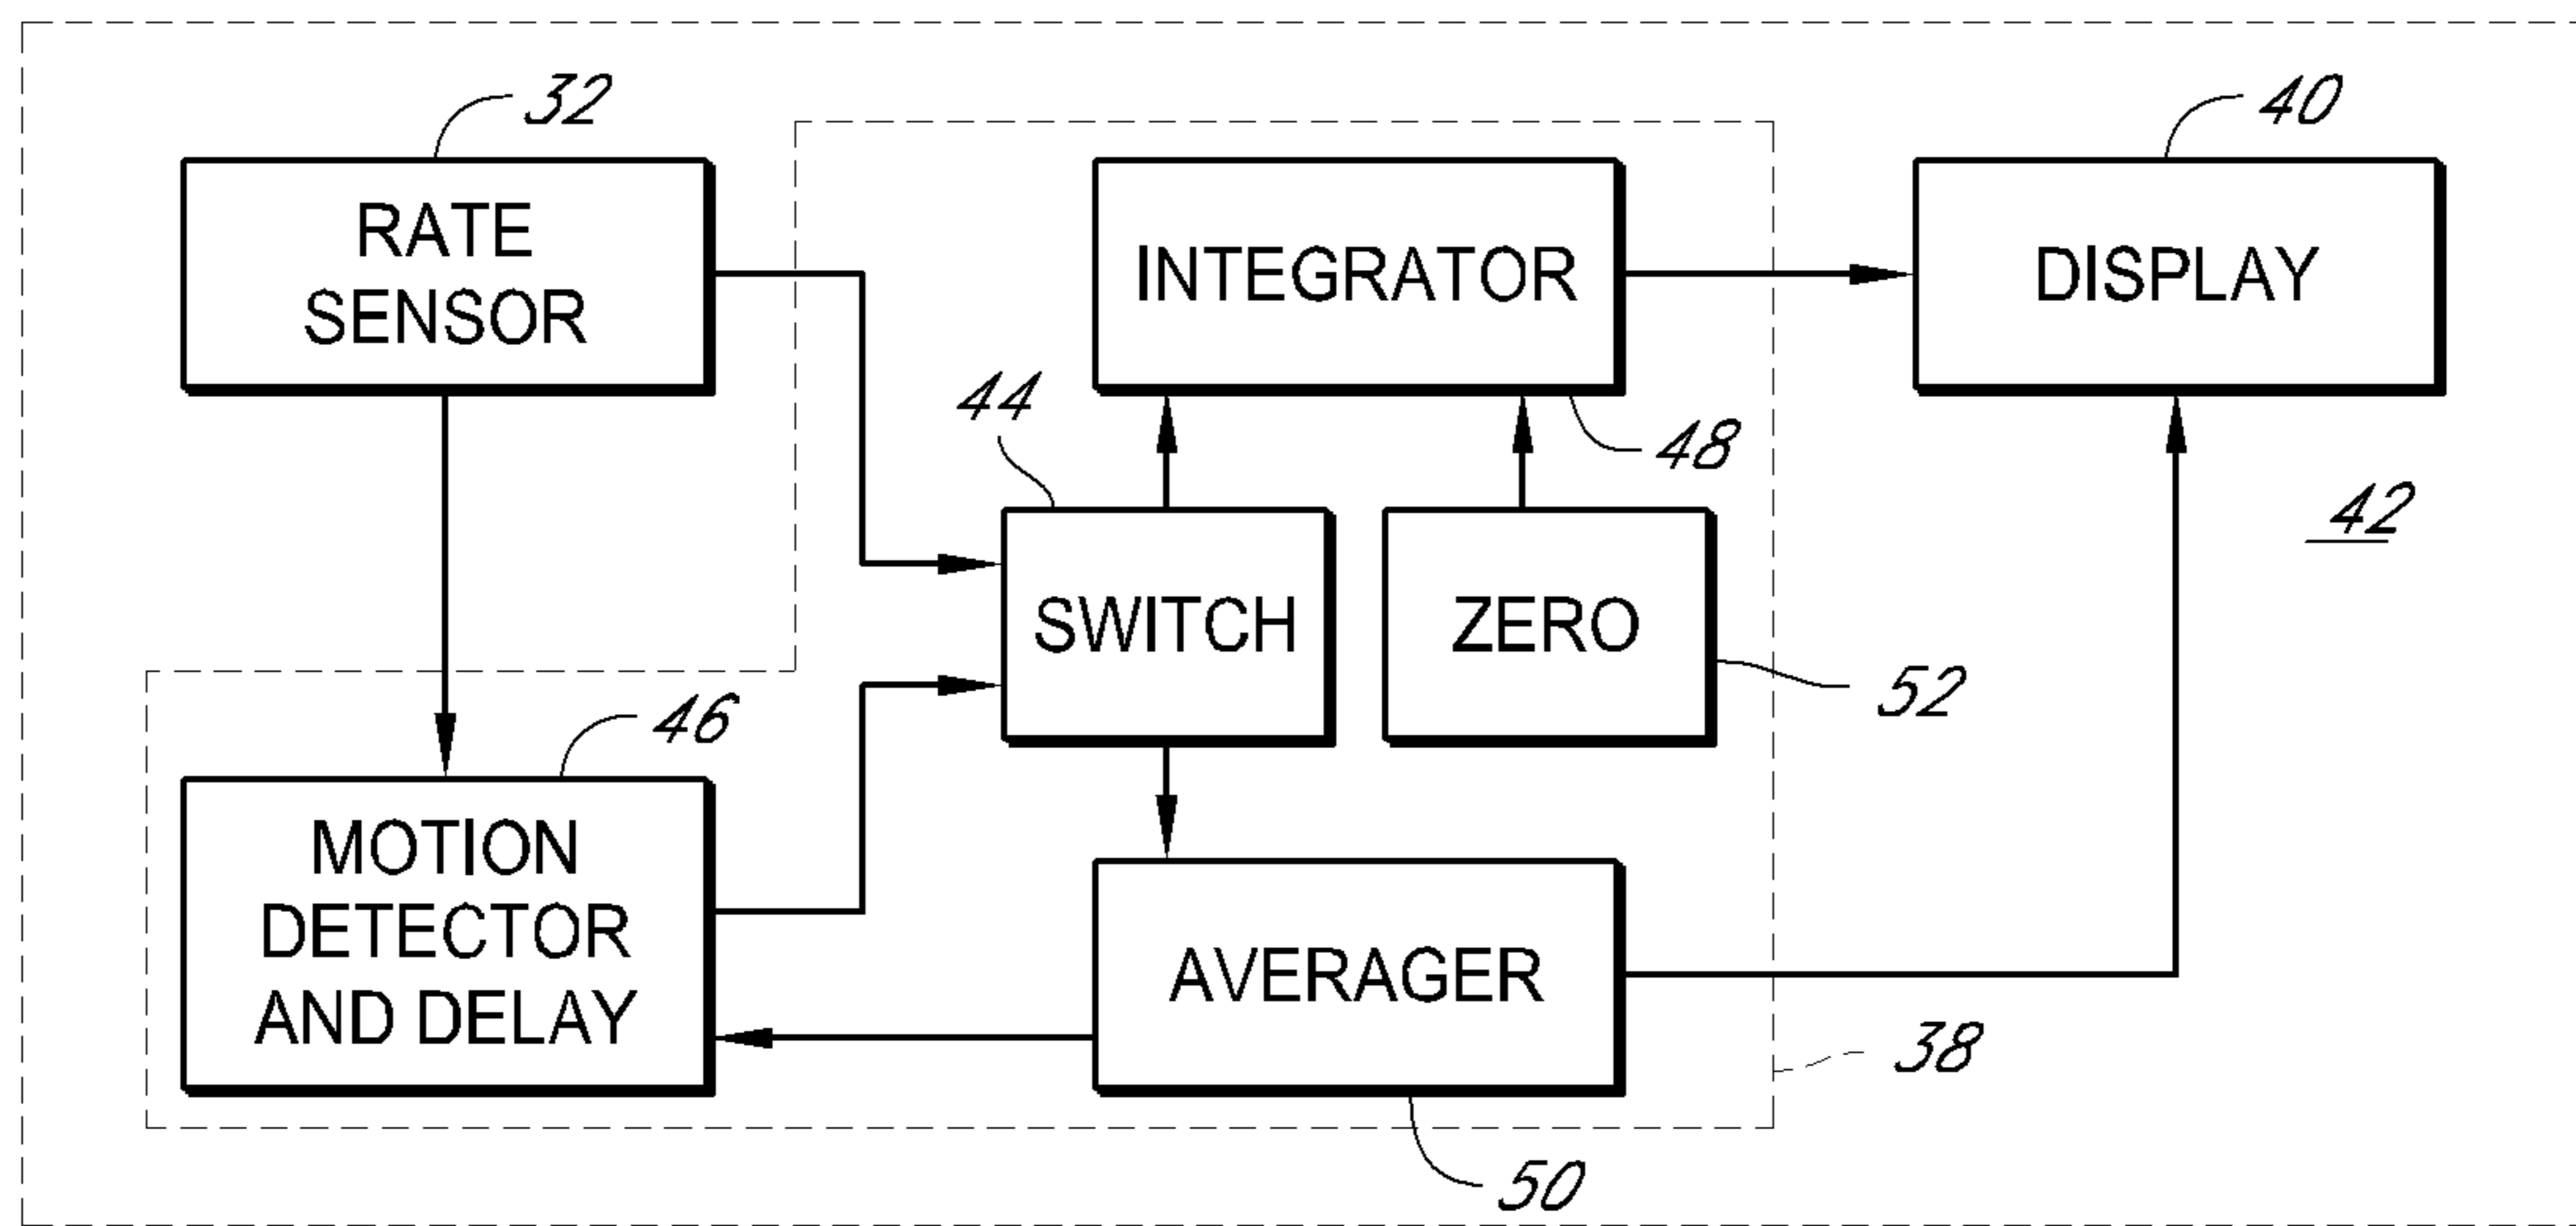 32
40
RATE
SENSOR
INTEGRATOR
DISPLAY
44
48
42
SWITCH
ZERO
52
46
MOTION
DETECTOR
AND DELAY
AVERAGER
38
50